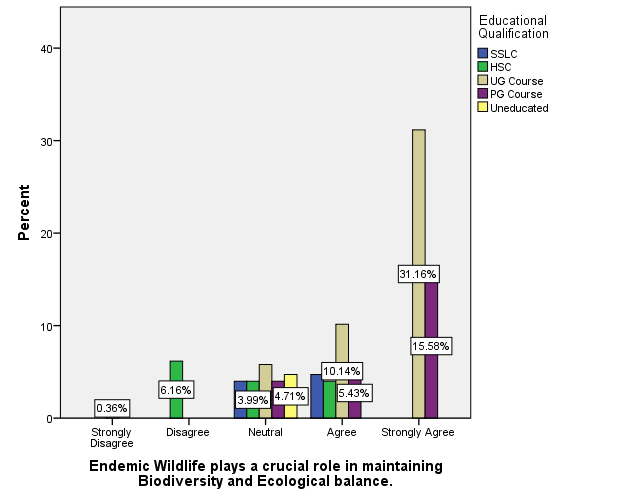 Educational
Qualification
SSLC
HSC
UG Course
PG Course
Uneducated
Percent
40
30
20
10
0
0.36%
6.16%
3.99%
4.71%
10.14%
5.43%
31.16%
15.58%
Strongly
Disagree
Disagree
Neutral
Agree
Strongly Agree
Endemic Wildlife plays a crucial role in maintaining
Biodiversity and Ecological balance.